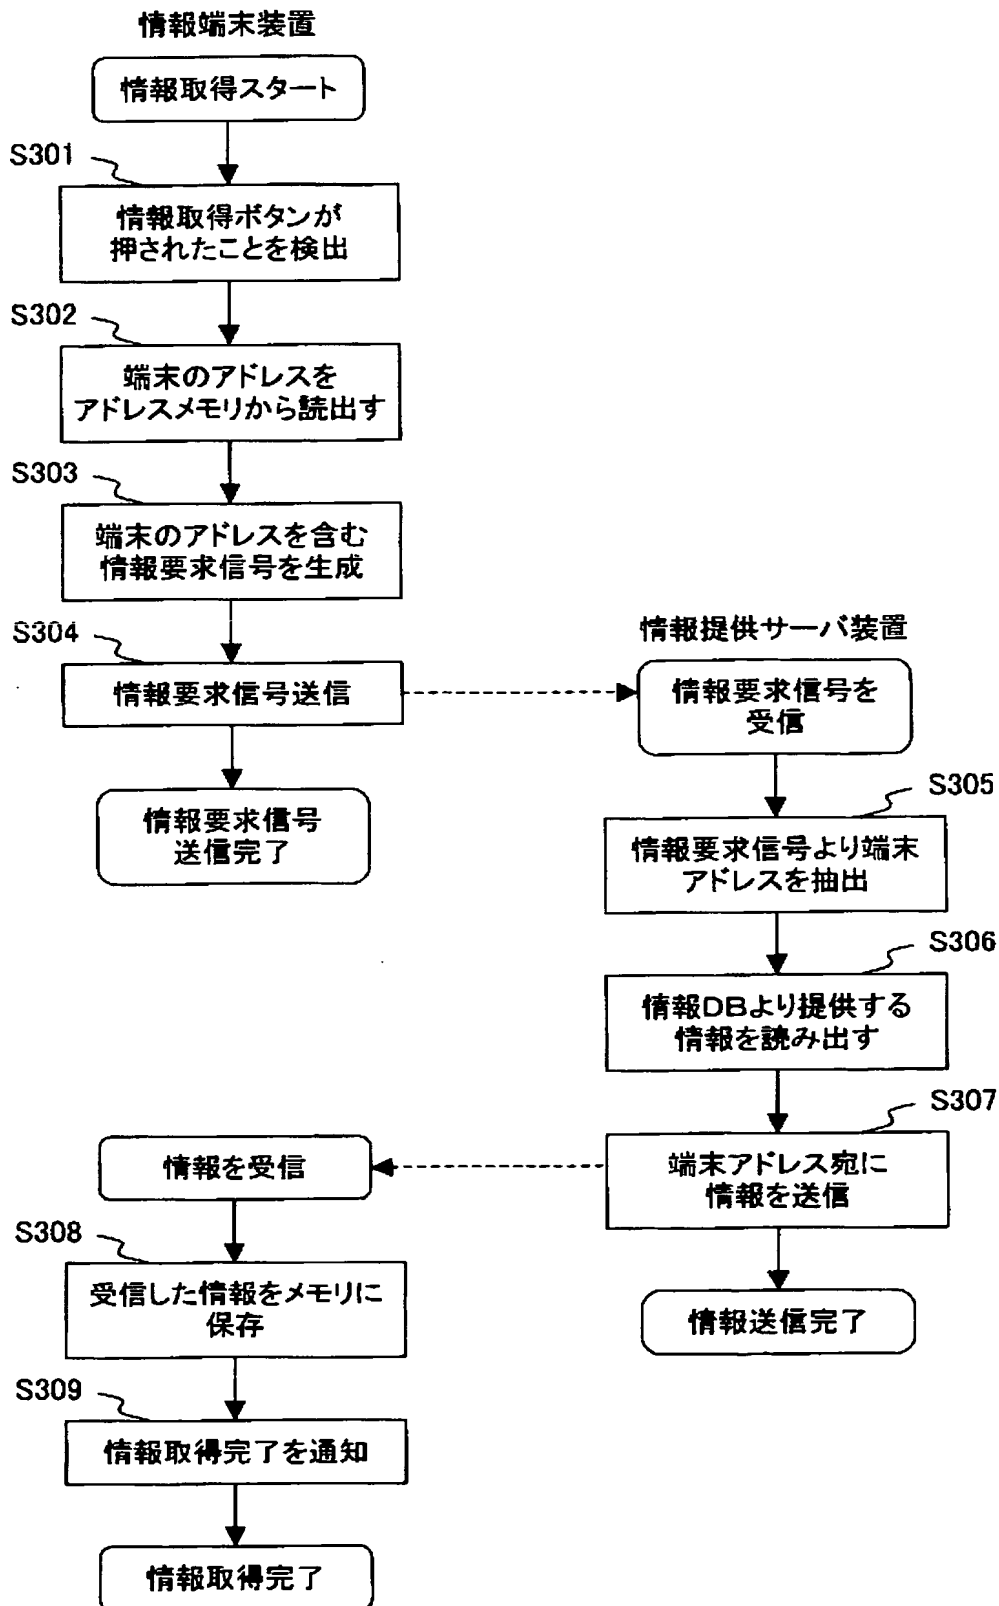 情報端末装置
情報取得スタート
S301
情報取得ボタンが
押されたことを検出
S302
端末のアドレスを
アドレスメモリから読出す
S303
端末のアドレスを含む
情報要求信号を生成
S304
情報要求信号送信
情報要求信号
送信完了
情報提供サーバ装置
情報要求信号を
受信
S305
情報要求信号より端末
アドレスを抽出
S306
情報DBより提供する
情報を読み出す
S307
端末アドレス宛に
情報を送信
情報送信完了
情報を受信
S308
受信した情報をメモリに
保存
S309
情報取得完了を通知
情報取得完了